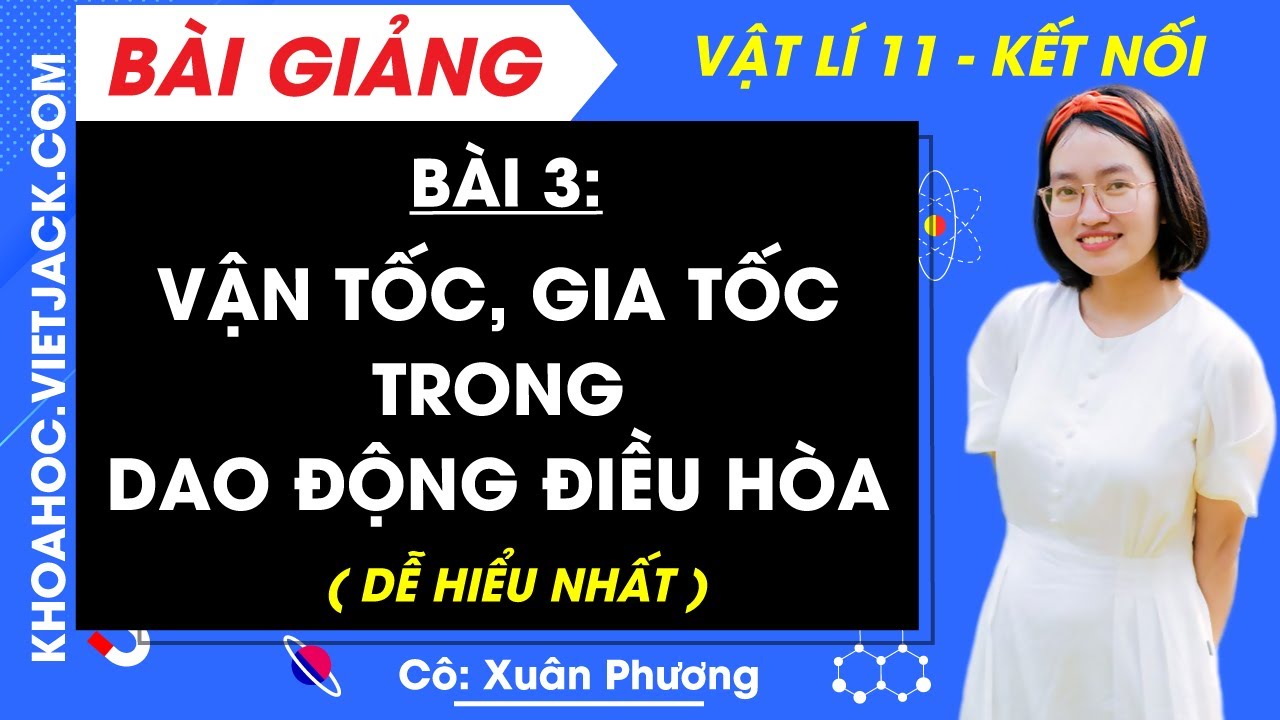 BÀI GIẢNG
VẬT LÍ 11 - KẾT NỐI
KHOAHOC.VIETJACK.COM
BÀI 3:
VẬN TỐC, GIA TỐC
TRONG
DAO ĐỘNG ĐIỀU HÒA
( DỄ HIỂU NHẤT )
Cô: Xuân Phương